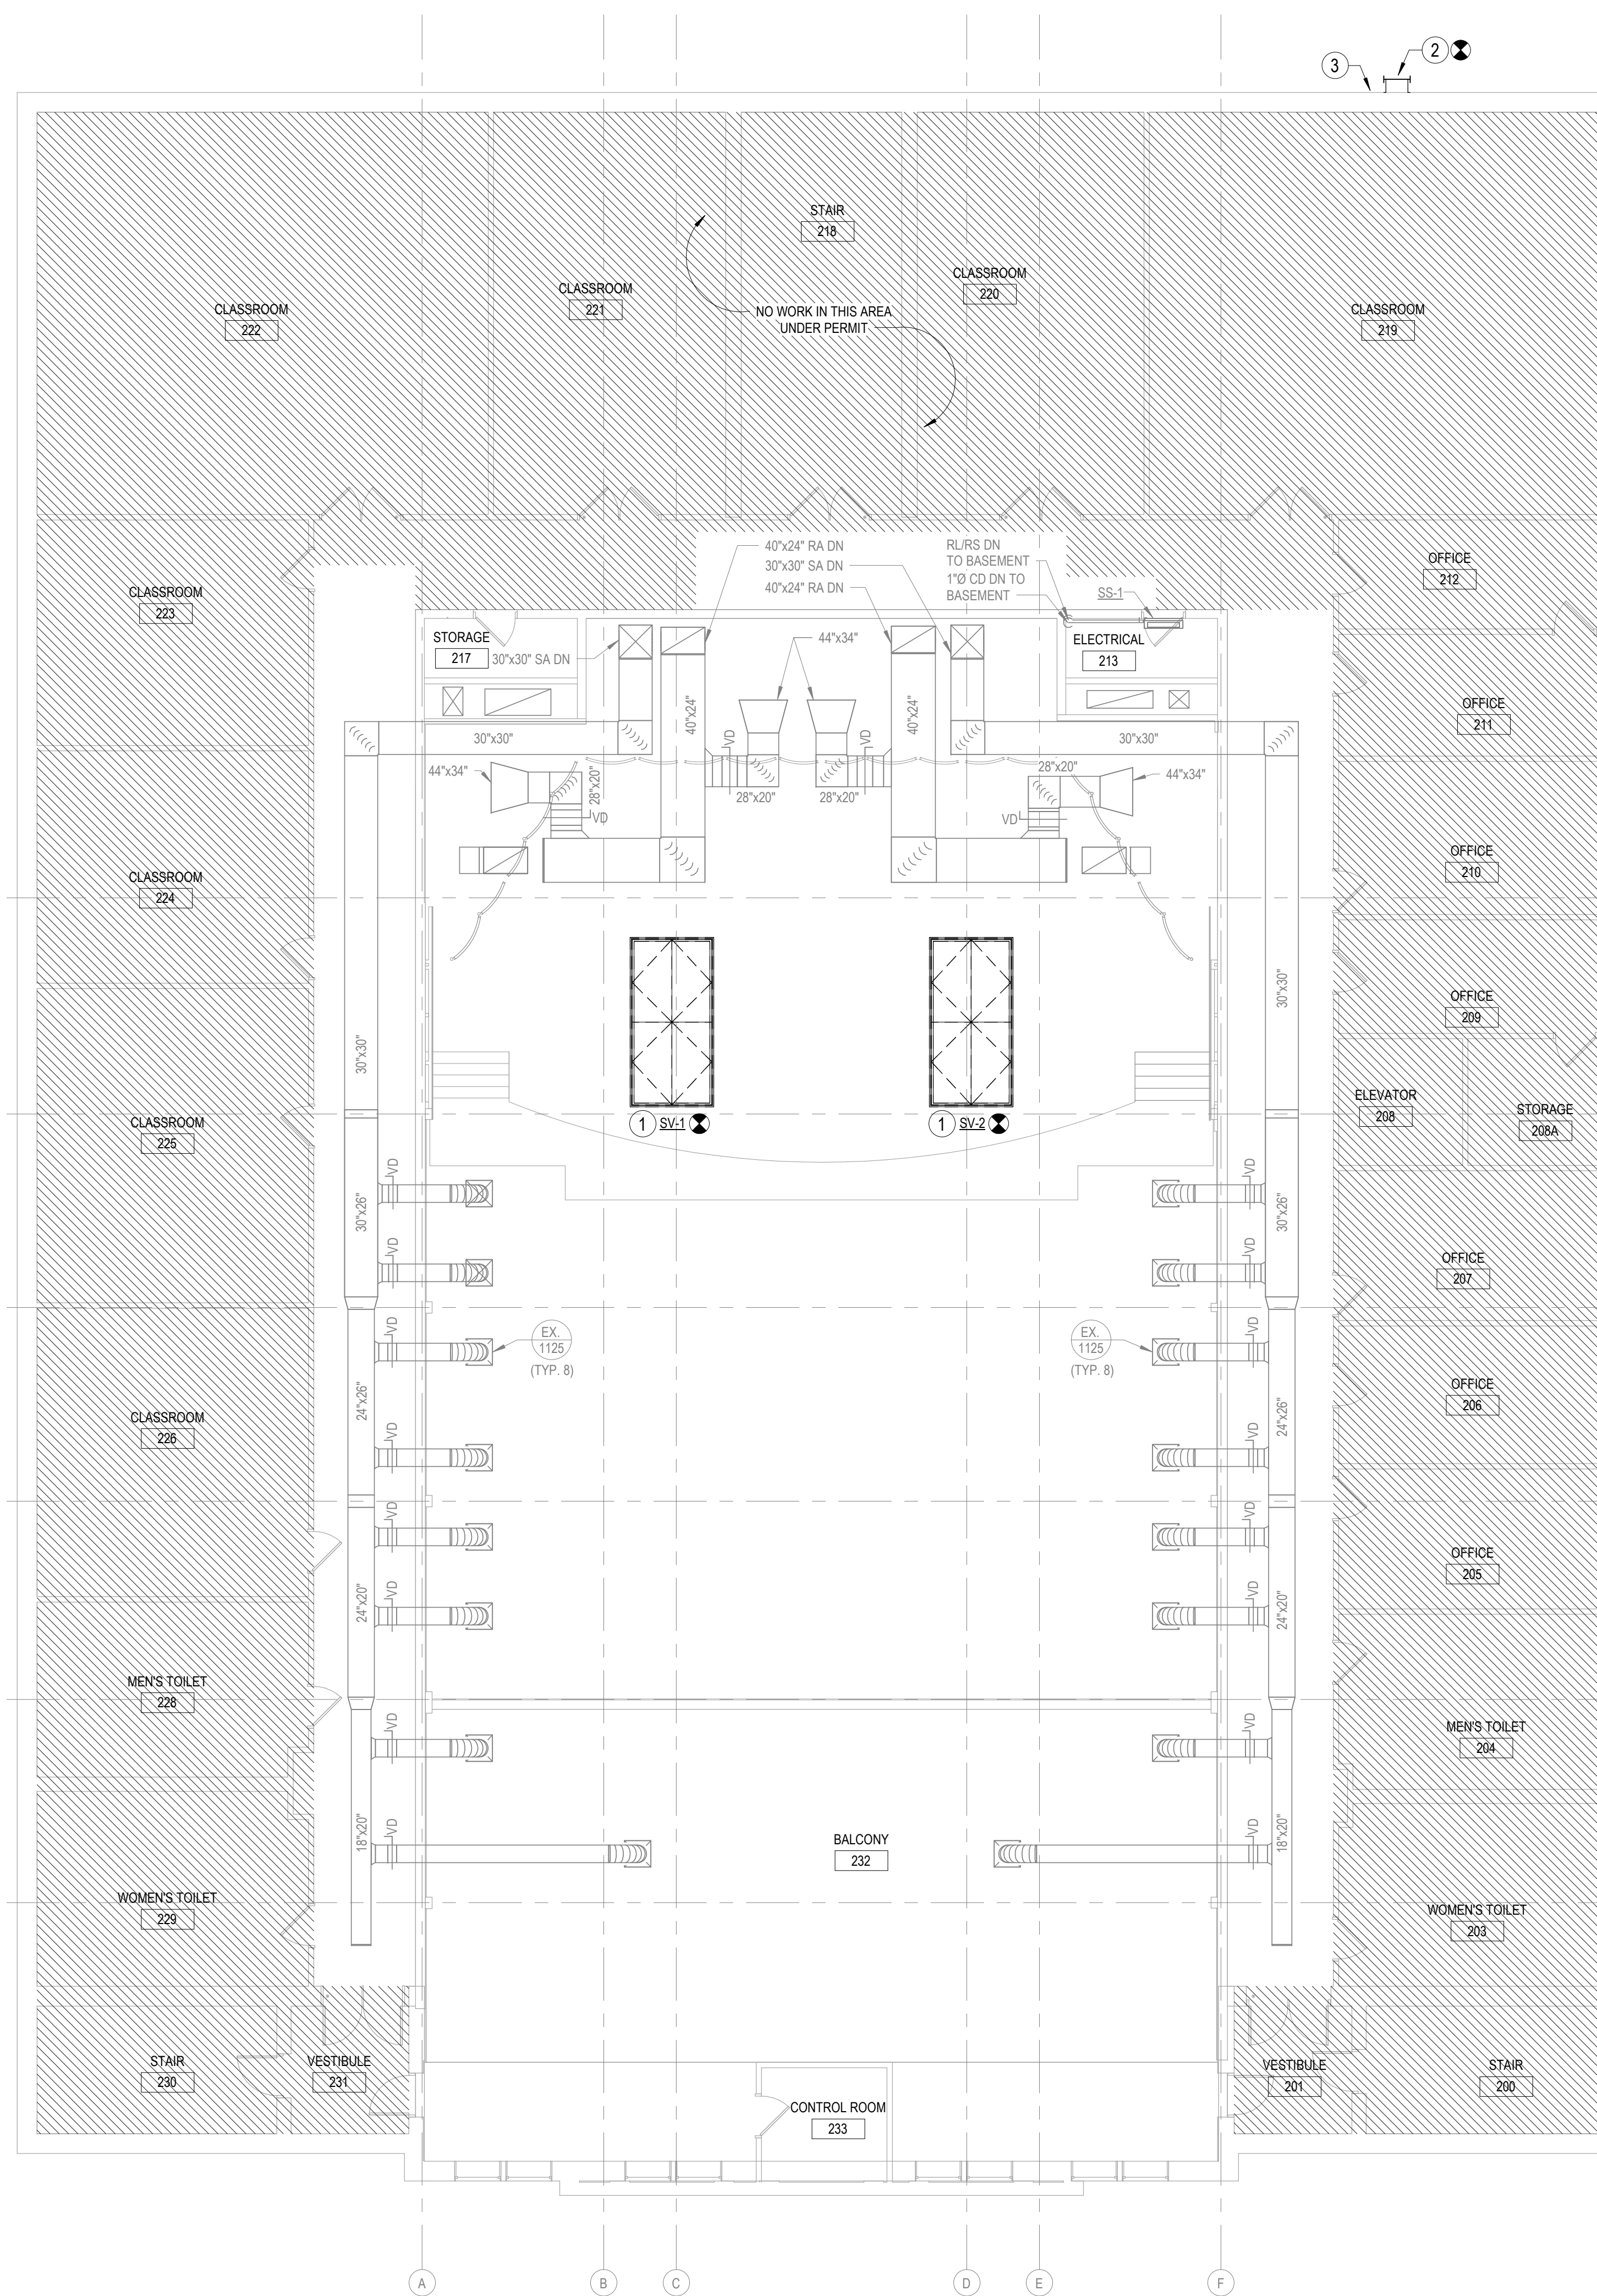 2
3
STAIR
218
CLASSROOM
220
CLASSROOM
221
CLASSROOM
222
CLASSROOM
219
NO WORK IN THIS AREA
UNDER PERMIT
40"x24" RA DN
30"x30" SA DN
40"x24" RA DN
RL/RS DN
TO BASEMENT
1"Ø CD DN TO
BASEMENT
SS-1
OFFICE
212
CLASSROOM
223
STORAGE
217
30"x30" SA DN
44"x34"
ELECTRICAL
213
OFFICE
211
40"x24"
40"x24"
30"x30"
VD
VD
30"x30"
44"x34"
28"x20"
28"x20"
28"x20"
28"x20"
44"x34"
VD
VD
CLASSROOM
224
OFFICE
210
30"x30"
30"x30"
OFFICE
209
ELEVATOR
208
STORAGE
208A
CLASSROOM
225
1
SV-1
1
SV-2
VD
VD
30"x26"
30"x26"
VD
VD
OFFICE
207
VD
EX.
1125
(TYP. 8)
EX.
1125
(TYP. 8)
VD
24"x26"
24"x26"
OFFICE
206
CLASSROOM
226
VD
VD
VD
VD
OFFICE
205
24"x20"
VD
VD
24"x20"
MEN'S TOILET
228
VD
VD
MEN'S TOILET
204
18"x20"
VD
BALCONY
232
VD
18"x20"
WOMEN'S TOILET
229
WOMEN'S TOILET
203
STAIR
230
VESTIBULE
231
VESTIBULE
201
STAIR
200
CONTROL ROOM
233
A
B
C
D
E
F